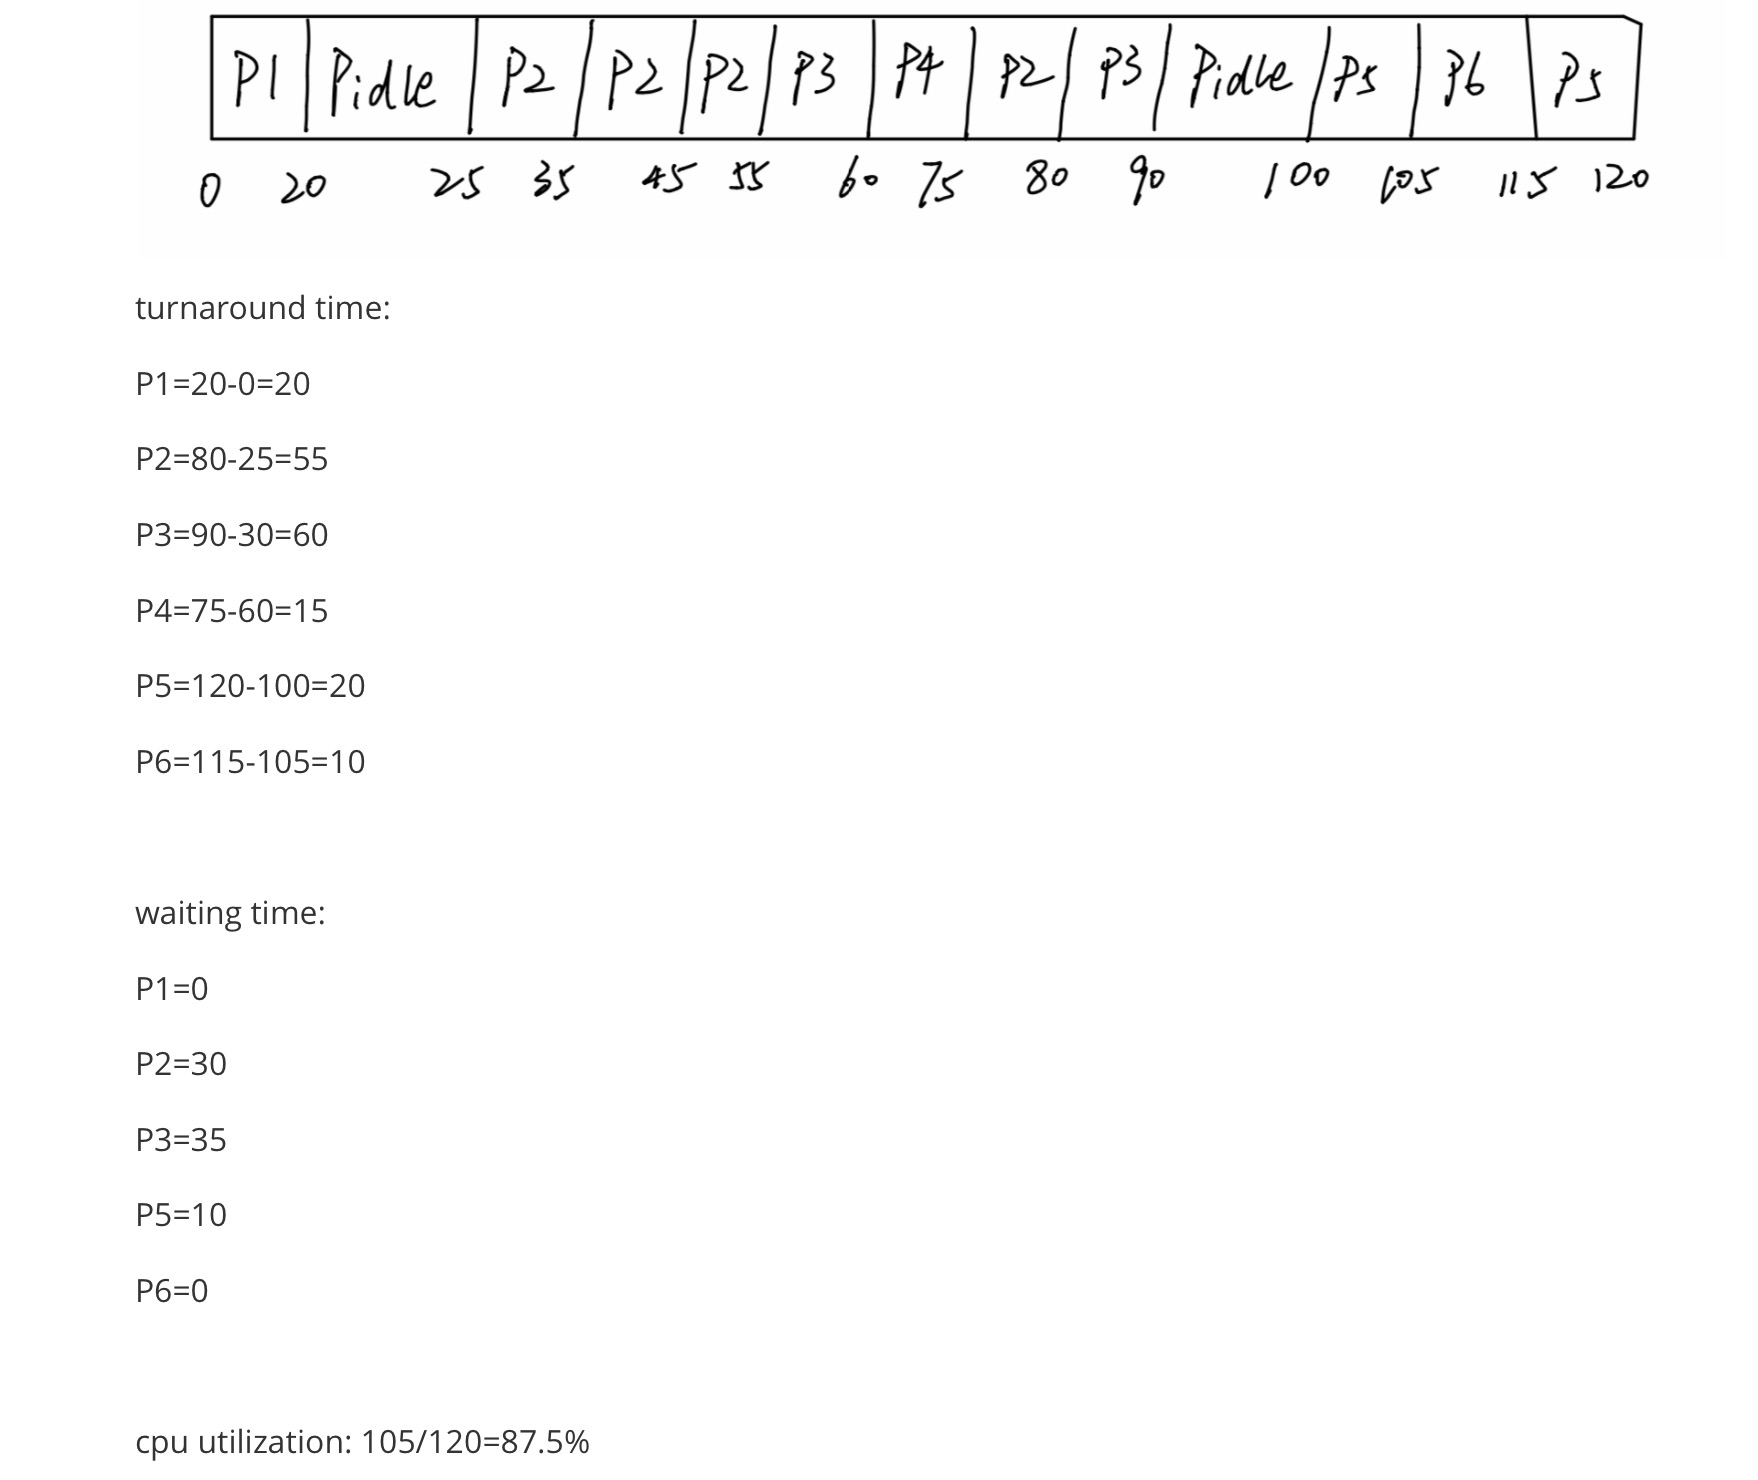 P1 Pidle P2 P2 P2 P3 P4 P2 P3 Pidle P5 P6 P5
0 20 25 35 45 55 60 75 80 90 100 105 115 120
turnaround time:
P1=20-0=20
P2=80-25=55
P3=90-30=60
P4=75-60=15
P5=120-100=20
P6=115-105=10
waiting time:
P1=0
P2=30
P3=35
P5=10
P6=0
cpu utilization: 105/120=87.5%